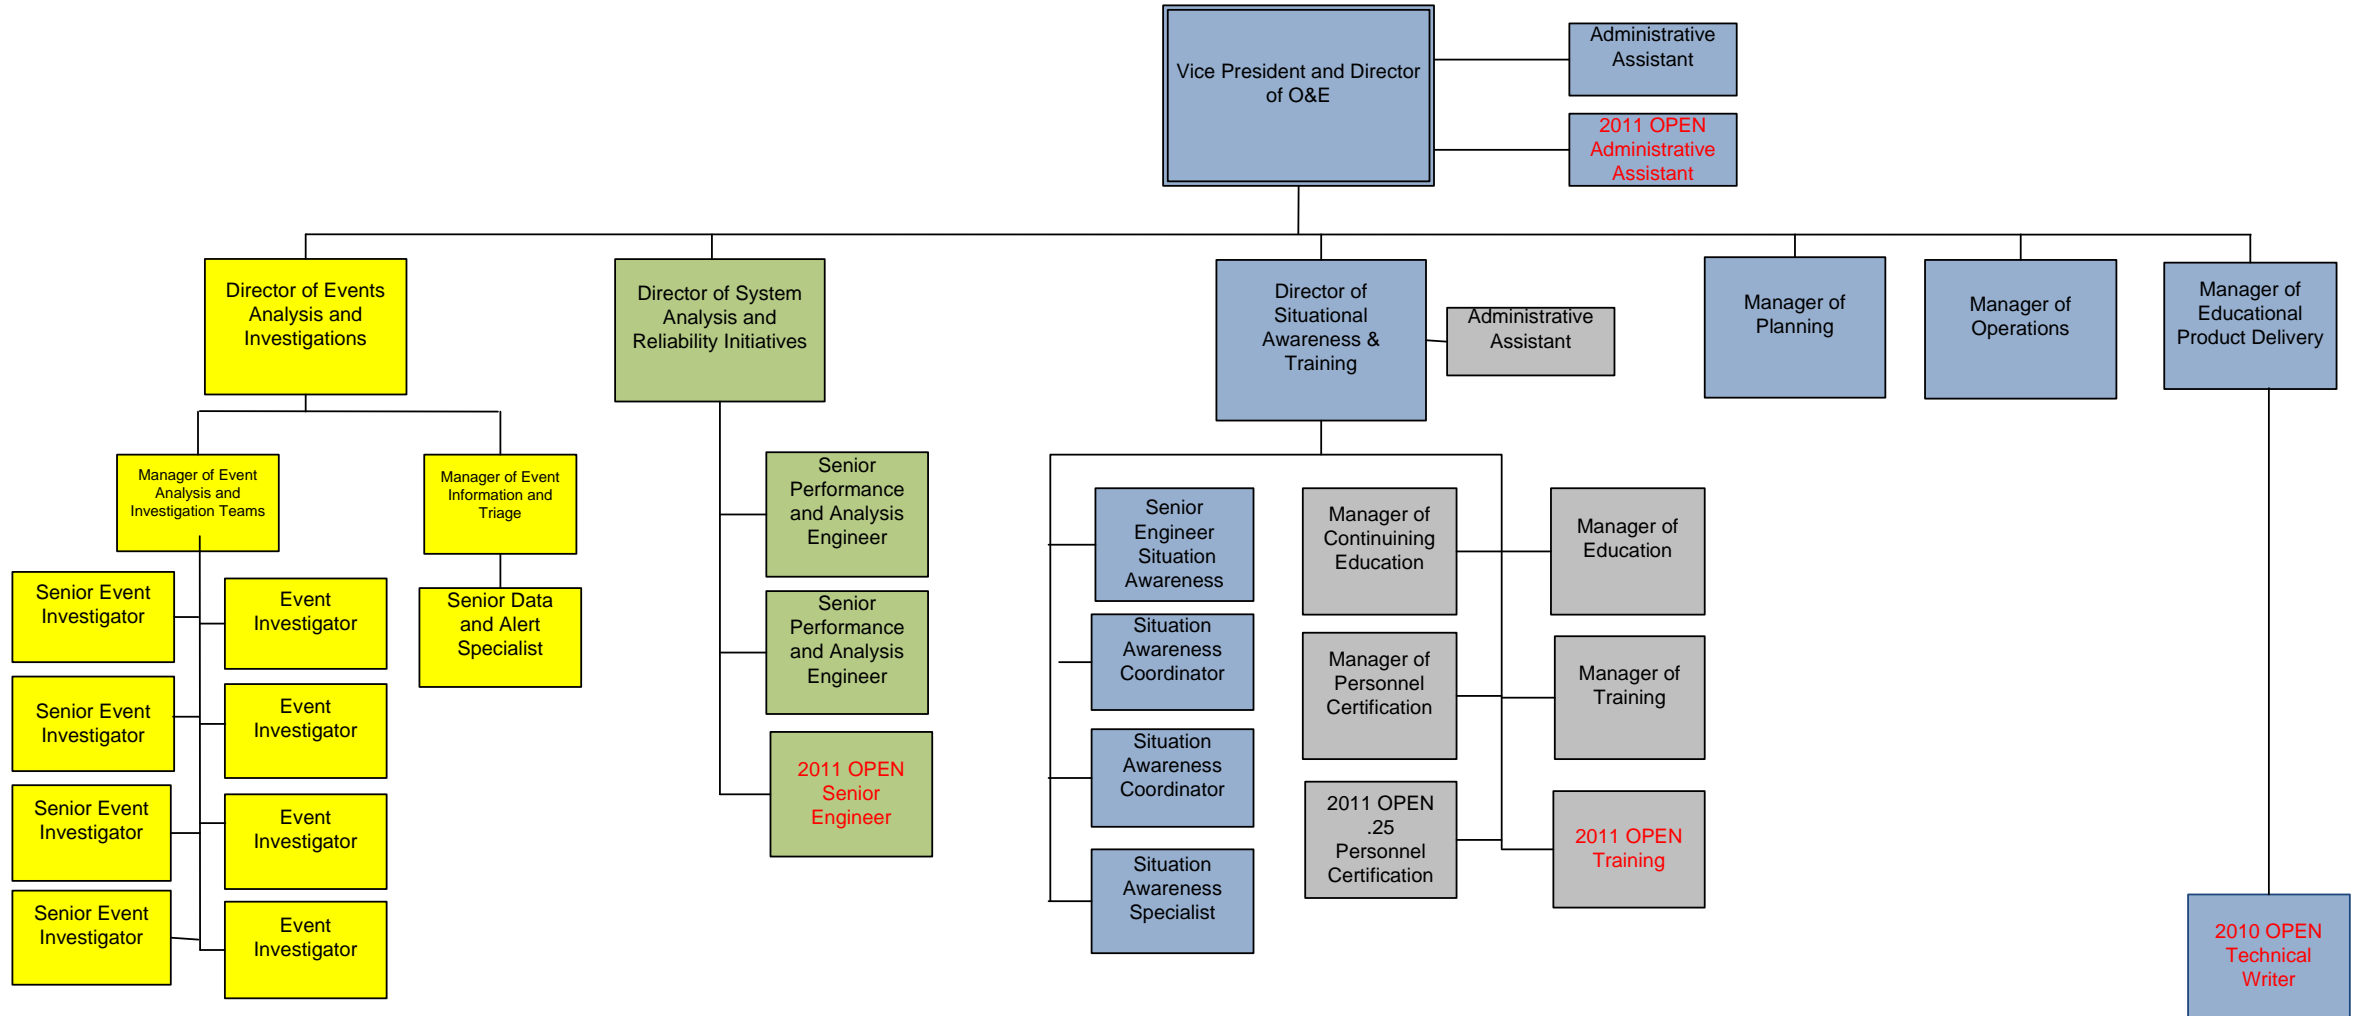 Vice President and Director
of O&E
Administrative
Assistant
2011 OPEN
Administrative
Assistant
Director of Events
Analysis and
Investigations
Director of System
Analysis and
Reliability Initiatives
Director of
Situational
Awareness &
Training
Administrative
Assistant
Manager of
Planning
Manager of
Operations
Manager of
Educational
Product Delivery
Manager of Event
Analysis and
Investigation Teams
Manager of Event
Information and
Triage
Senior Event
Investigator
Event
Investigator
Senior Data
and Alert
Specialist
Senior Event
Investigator
Event
Investigator
Senior Event
Investigator
Event
Investigator
Senior Event
Investigator
Event
Investigator
Senior
Performance
and Analysis
Engineer
Senior
Performance
and Analysis
Engineer
2011 OPEN
Senior
Engineer
Senior
Engineer
Situation
Awareness
Situation
Awareness
Coordinator
Situation
Awareness
Coordinator
Situation
Awareness
Specialist
Manager of
Continuining
Education
Manager of
Education
Manager of
Personnel
Certification
Manager of
Training
2011 OPEN
.25
Personnel
Certification
2011 OPEN
Training
2010 OPEN
Technical
Writer